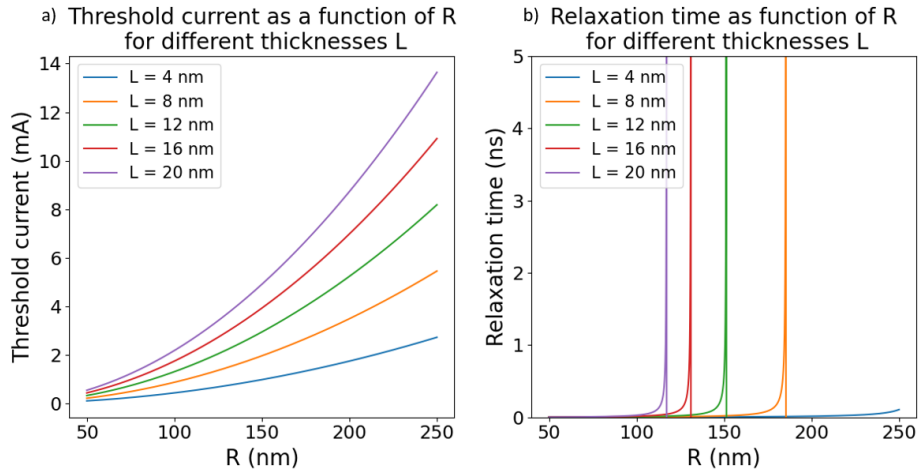 a) Threshold current as a function of R
for different thicknesses L
14
12
10
8
6
4
2
0
Threshold current (mA)
L = 4 nm
L = 8 nm
L = 12 nm
L = 16 nm
L = 20 nm
50 100 150 200 250
R (nm)
b) Relaxation time as function of R
for different thicknesses L
5
4
3
2
1
0
Relaxation time (ns)
L = 4 nm
L = 8 nm
L = 12 nm
L = 16 nm
L = 20 nm
50 100 150 200 250
R (nm)